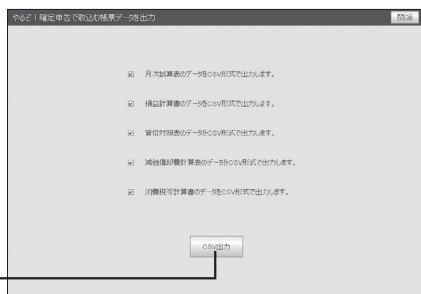 やるぞ!確定申告で取込む帳票データを出力
閉じる
月次試算表のデータをCSV形式で出力します。
損益計算書のデータをCSV形式で出力します。
貸借対照表のデータをCSV形式で出力します。
減価償却費計算表のデータをCSV形式で出力します。
消費税等計算書のデータをCSV形式で出力します。
CSV出力